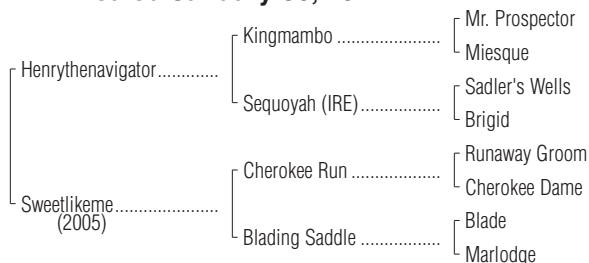 Kingmambo ..................
Mr. Prospector
Miesque
Henrythenavigator.............
Sequoyah (IRE)..................
Sadler's Wells
Brigid
Cherokee Run ..................
Runaway Groom
Cherokee Dame
Sweetlikeme......................
(2005)
Blading Saddle .................
Blade
Marlodge